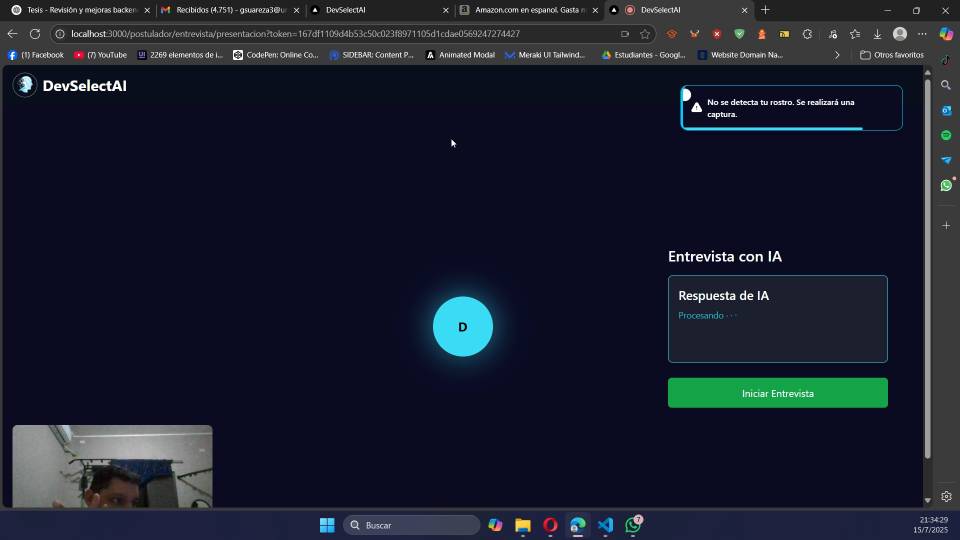 Tesis - Revisión y mejoras backen
Recibidos (4,751) - gsuareza3@ur
DevSelectAI
Amazon.com en espanol. Gasta m
DevSelectAI
localhost:3000/postulador/entrevista/presentacion?token=167df1109d4b53c50c023f8971105d1cdae0569247274427
(1) Facebook
(7) YouTube
2269 elementos de i...
CodePen: Online Co...
SIDEBAR: Content P...
Animated Modal
Meraki UI Tailwind...
Estudiantes - Googl...
Website Domain Na...
Otros favoritos
DevSelectAI
No se detecta tu rostro. Se realizará una
captura.
Entrevista con IA
Respuesta de IA
Procesando · · ·
D
Iniciar Entrevista
Buscar
7
21:34:29
15/7/2025